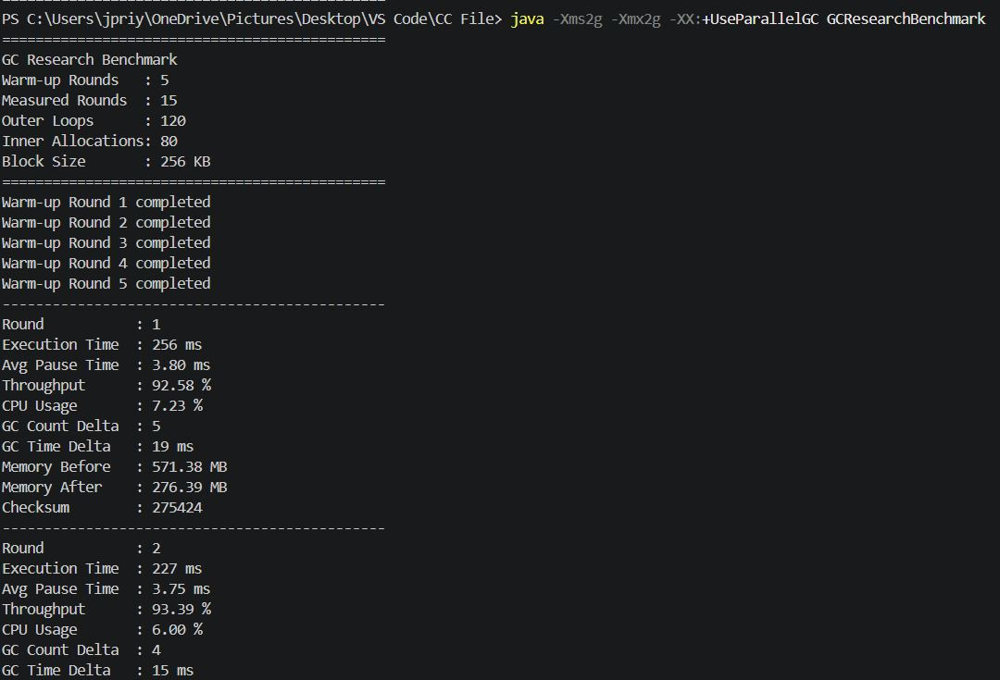 PS C:\Users\jpriy\OneDrive\Pictures\Desktop\VS Code\CC File> java -Xms2g -Xmx2g -XX:+UseParallelGC GCResearchBenchmark
==============================================
GC Research Benchmark
Warm-up Rounds   : 5
Measured Rounds  : 15
Outer Loops      : 120
Inner Allocations: 80
Block Size       : 256 KB
==============================================
Warm-up Round 1 completed
Warm-up Round 2 completed
Warm-up Round 3 completed
Warm-up Round 4 completed
Warm-up Round 5 completed
----------------------------------------------
Round           : 1
Execution Time  : 256 ms
Avg Pause Time  : 3.80 ms
Throughput      : 92.58 %
CPU Usage       : 7.23 %
GC Count Delta  : 5
GC Time Delta   : 19 ms
Memory Before   : 571.38 MB
Memory After    : 276.39 MB
Checksum        : 275424
----------------------------------------------
Round           : 2
Execution Time  : 227 ms
Avg Pause Time  : 3.75 ms
Throughput      : 93.39 %
CPU Usage       : 6.00 %
GC Count Delta  : 4
GC Time Delta   : 15 ms